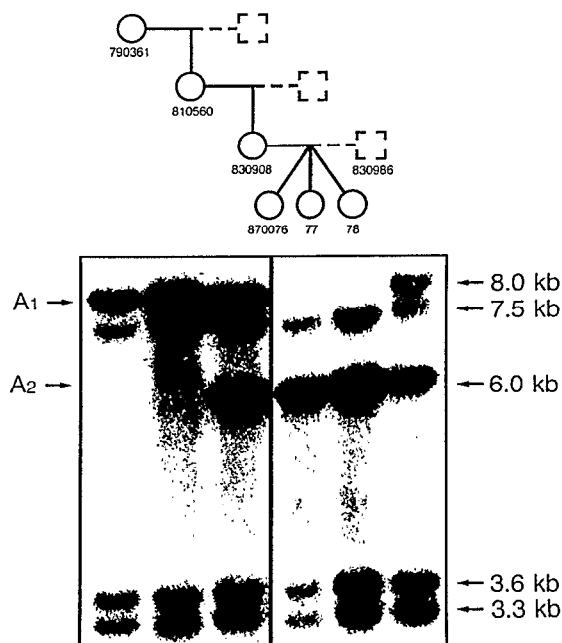 790361
810560
830908
830986
870076 77 78
A1 → ← 8.0 kb
← 7.5 kb
A2 → ← 6.0 kb
← 3.6 kb
← 3.3 kb